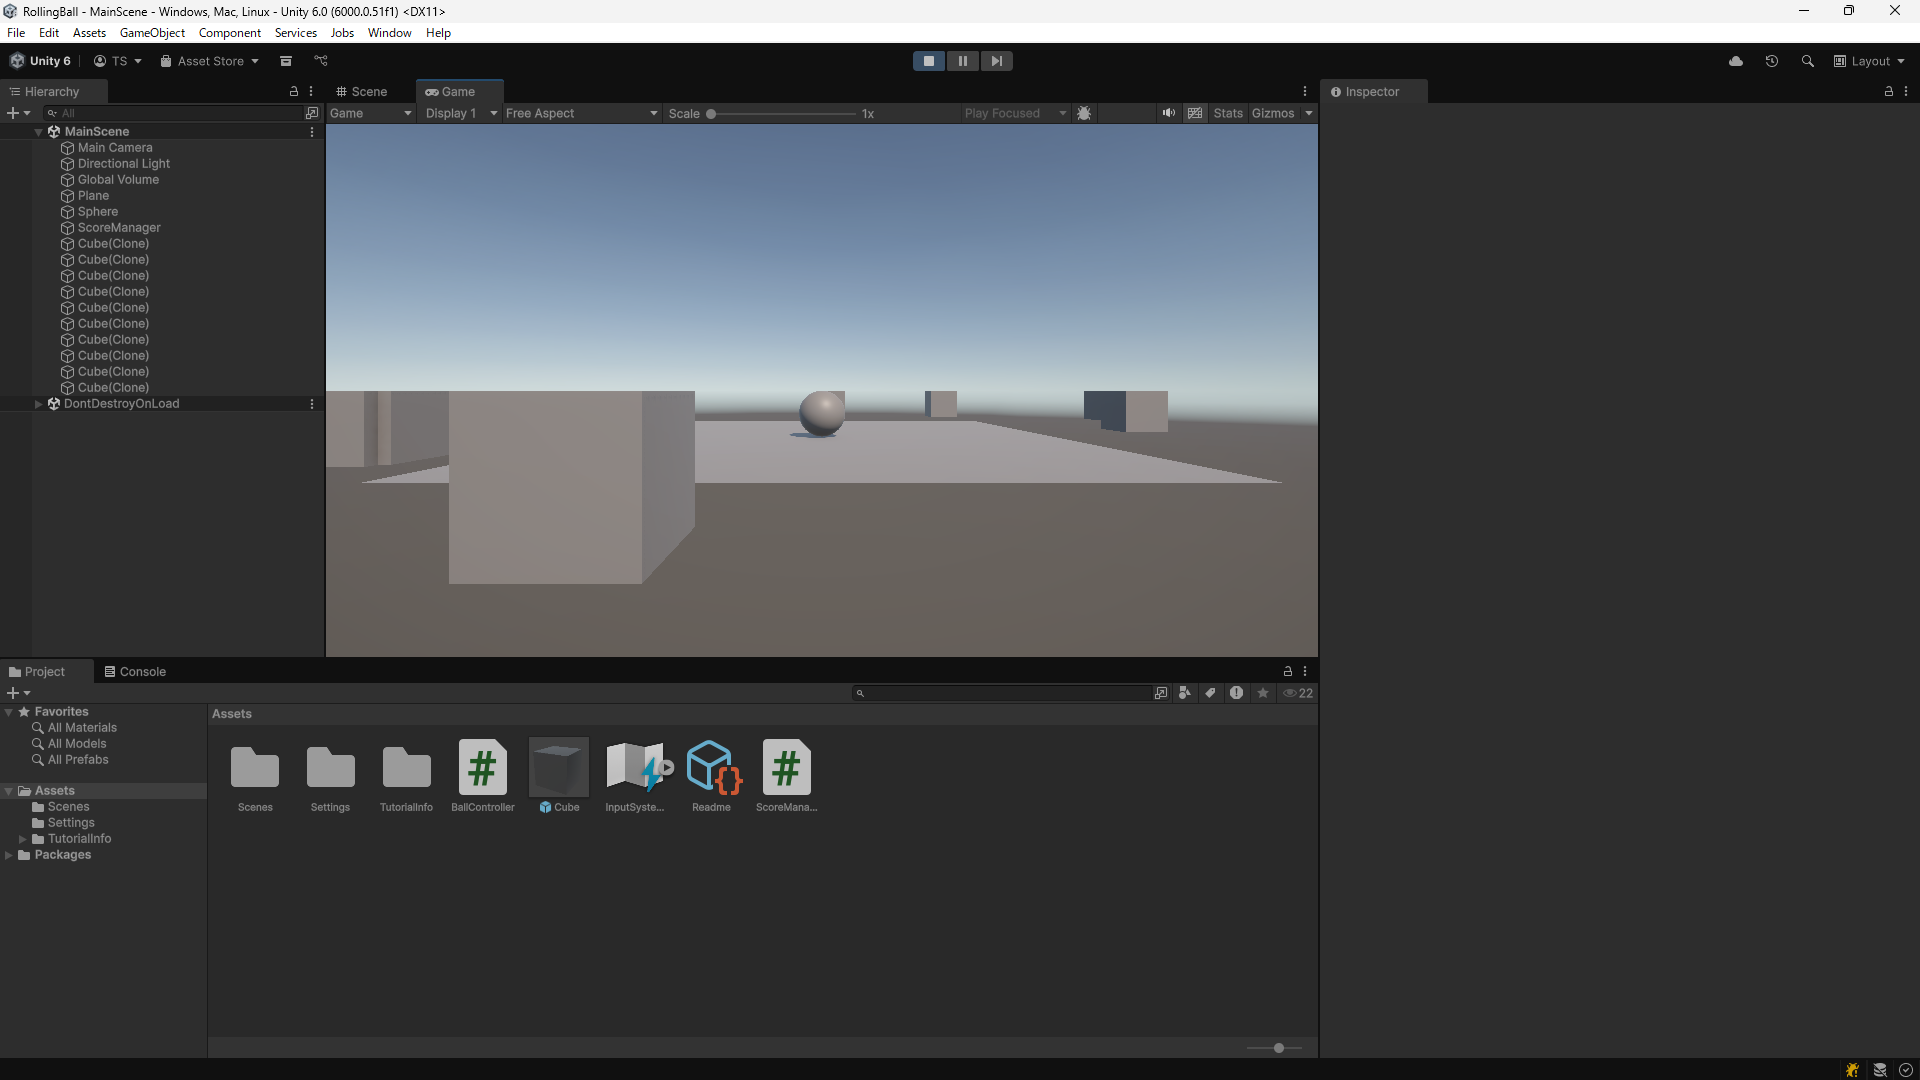 RollingBall - MainScene - Windows, Mac, Linux - Unity 6.0 (6000.0.51f1) <DX11>
File Edit Assets GameObject Component Services Jobs Window Help
Unity 6 TS Asset Store Layout
Hierarchy
All
MainScene
Main Camera
Directional Light
Global Volume
Plane
Sphere
ScoreManager
Cube(Clone)
Cube(Clone)
Cube(Clone)
Cube(Clone)
Cube(Clone)
Cube(Clone)
Cube(Clone)
Cube(Clone)
Cube(Clone)
Cube(Clone)
DontDestroyOnLoad
Scene Game
Game Display 1 Free Aspect Scale 1x Play Focused Stats Gizmos
Inspector
Project Console
22
Favorites
All Materials
All Models
All Prefabs
Assets
Scenes
Settings
TutorialInfo
Packages
Assets
Scenes Settings TutorialInfo BallController Cube InputSyste... Readme ScoreMana...